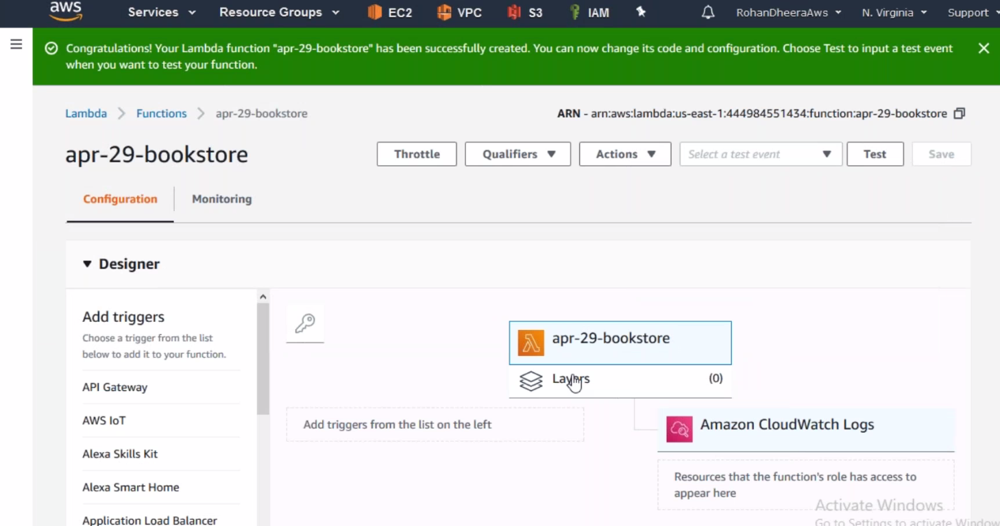 aws Services Resource Groups EC2 VPC S3 IAM RohanDheeraAws N. Virginia Support
Congratulations! Your Lambda function "apr-29-bookstore" has been successfully created. You can now change its code and configuration. Choose Test to input a test event
when you want to test your function.
Lambda Functions apr-29-bookstore ARN - arn:aws:lambda:us-east-1:444984551434:function:apr-29-bookstore
apr-29-bookstore Throttle Qualifiers Actions Select a test event Test Save
Configuration Monitoring
Designer
Add triggers
Choose a trigger from the list
below to add it to your function.
API Gateway
AWS IoT
Alexa Skills Kit
Alexa Smart Home
Application Load Balancer
apr-29-bookstore
Layers (0)
Add triggers from the list on the left
Amazon CloudWatch Logs
Resources that the function's role has access to
appear here
Activate Windows
Go to Settings to activate Window